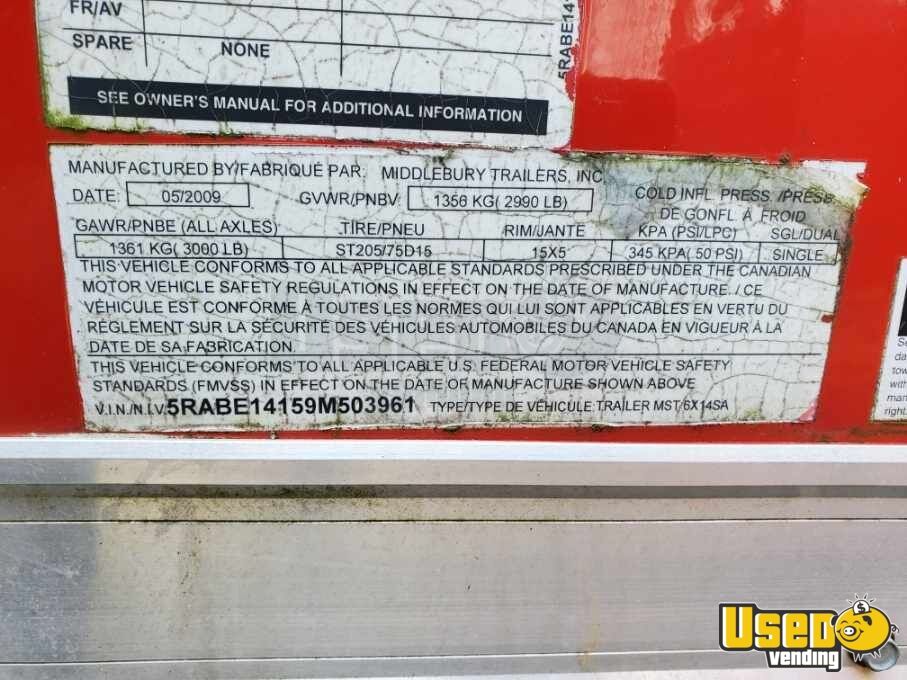 FR/AV
SPARE NONE
5RABE14
SEE OWNER'S MANUAL FOR ADDITIONAL INFORMATION
MANUFACTURED BY/FABRIQUÉ PAR: MIDDLEBURY TRAILERS, INC
DATE: 05/2009 GVWR/PNBV 1356 KG( 2990 LB) COLD INFL. PRESS. /PRESS
DE GONFL À FROID
GAWR/PNBE (ALL AXLES) TIRE/PNEU RIM/JANTE KPA (PSI/LPC) SGL/DUAL
1361 KG( 3000 LB) ST205/75D15 15X5 345 KPA( 50 PSI) SINGLE
THIS VEHICLE CONFORMS TO ALL APPLICABLE STANDARDS PRESCRIBED UNDER THE CANADIAN
MOTOR VEHICLE SAFETY REGULATIONS IN EFFECT ON THE DATE OF MANUFACTURE. / CE
VÉHICULE EST CONFORME À TOUTES LES NORMES QUI LUI SONT APPLICABLES EN VERTU DU
RÈGLEMENT SUR LA SÉCURITÉ DES VÉHICULES AUTOMOBILES DU CANADA EN VIGUEUR À LA
DATE DE SA FABRICATION.
THIS VEHICLE CONFORMS TO ALL APPLICABLE U.S. FEDERAL MOTOR VEHICLE SAFETY
STANDARDS (FMVSS) IN EFFECT ON THE DATE OF MANUFACTURE SHOWN ABOVE
V.I.N./N.I.V. 5RABE14159M503961 TYPE/TYPE DE VÉHICULE TRAILER MST 6X14SA
Se
da
tow
man
right.
USED
vending